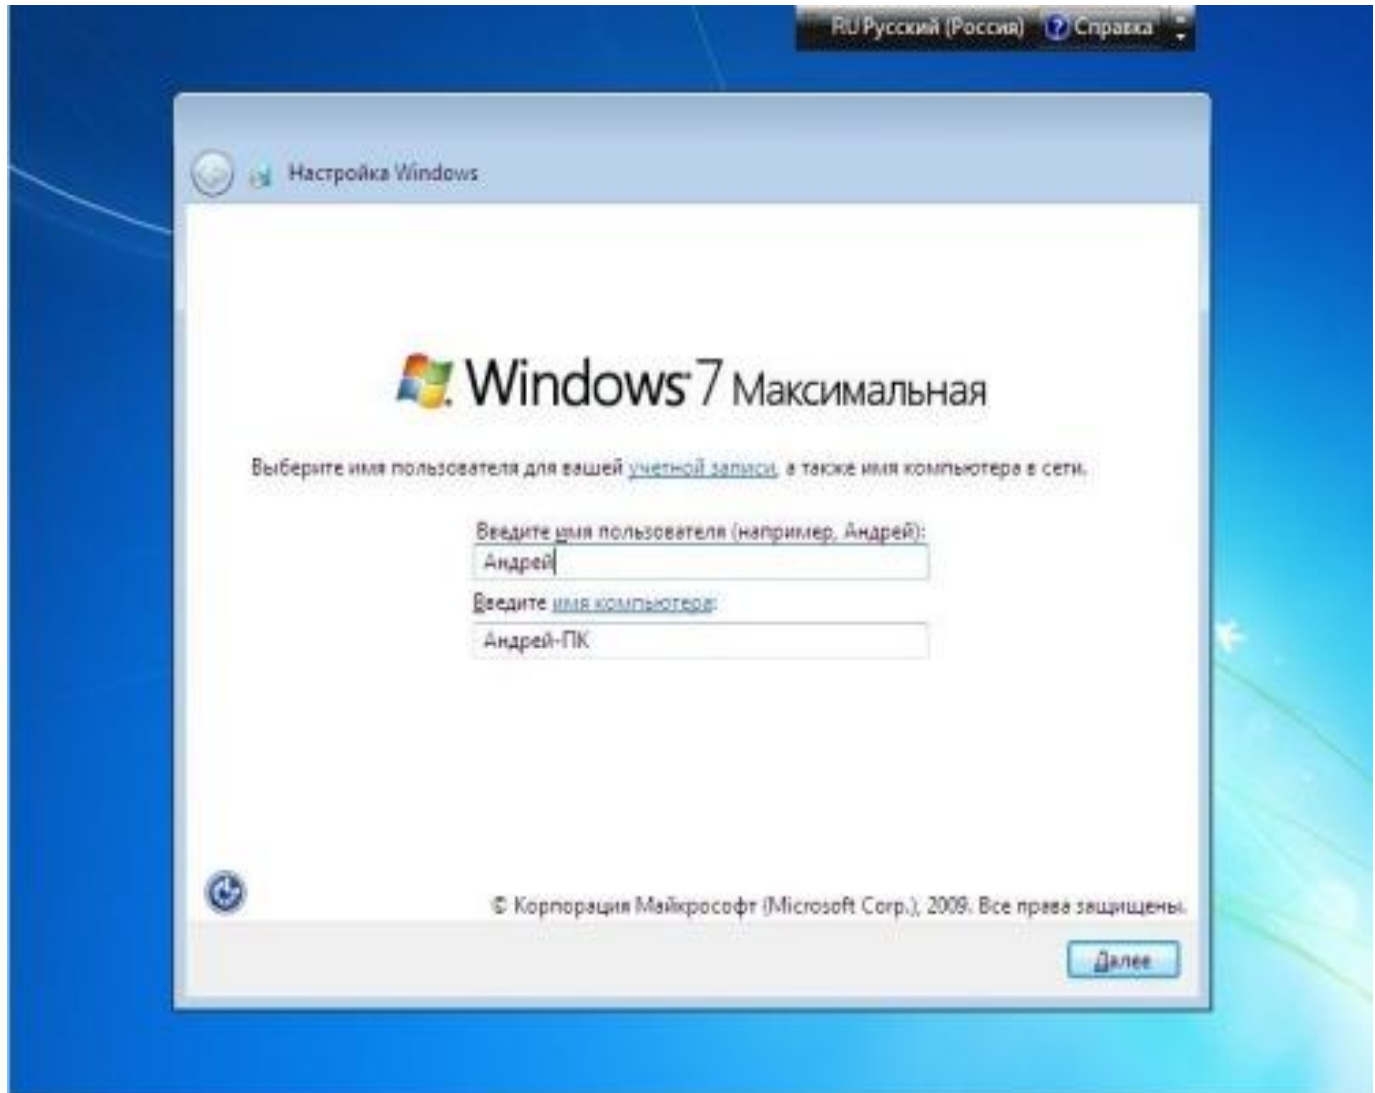 RU Русский (Россия) Справка
Настройка Windows
Windows 7 Максимальная
Выберите имя пользователя для вашей учетной записи, а также имя компьютера в сети.
Введите имя пользователя (например, Андрей):
Андрей
Введите имя компьютера:
Андрей-ПК
© Корпорация Майкрософт (Microsoft Corp.), 2009. Все права защищены.
Далее